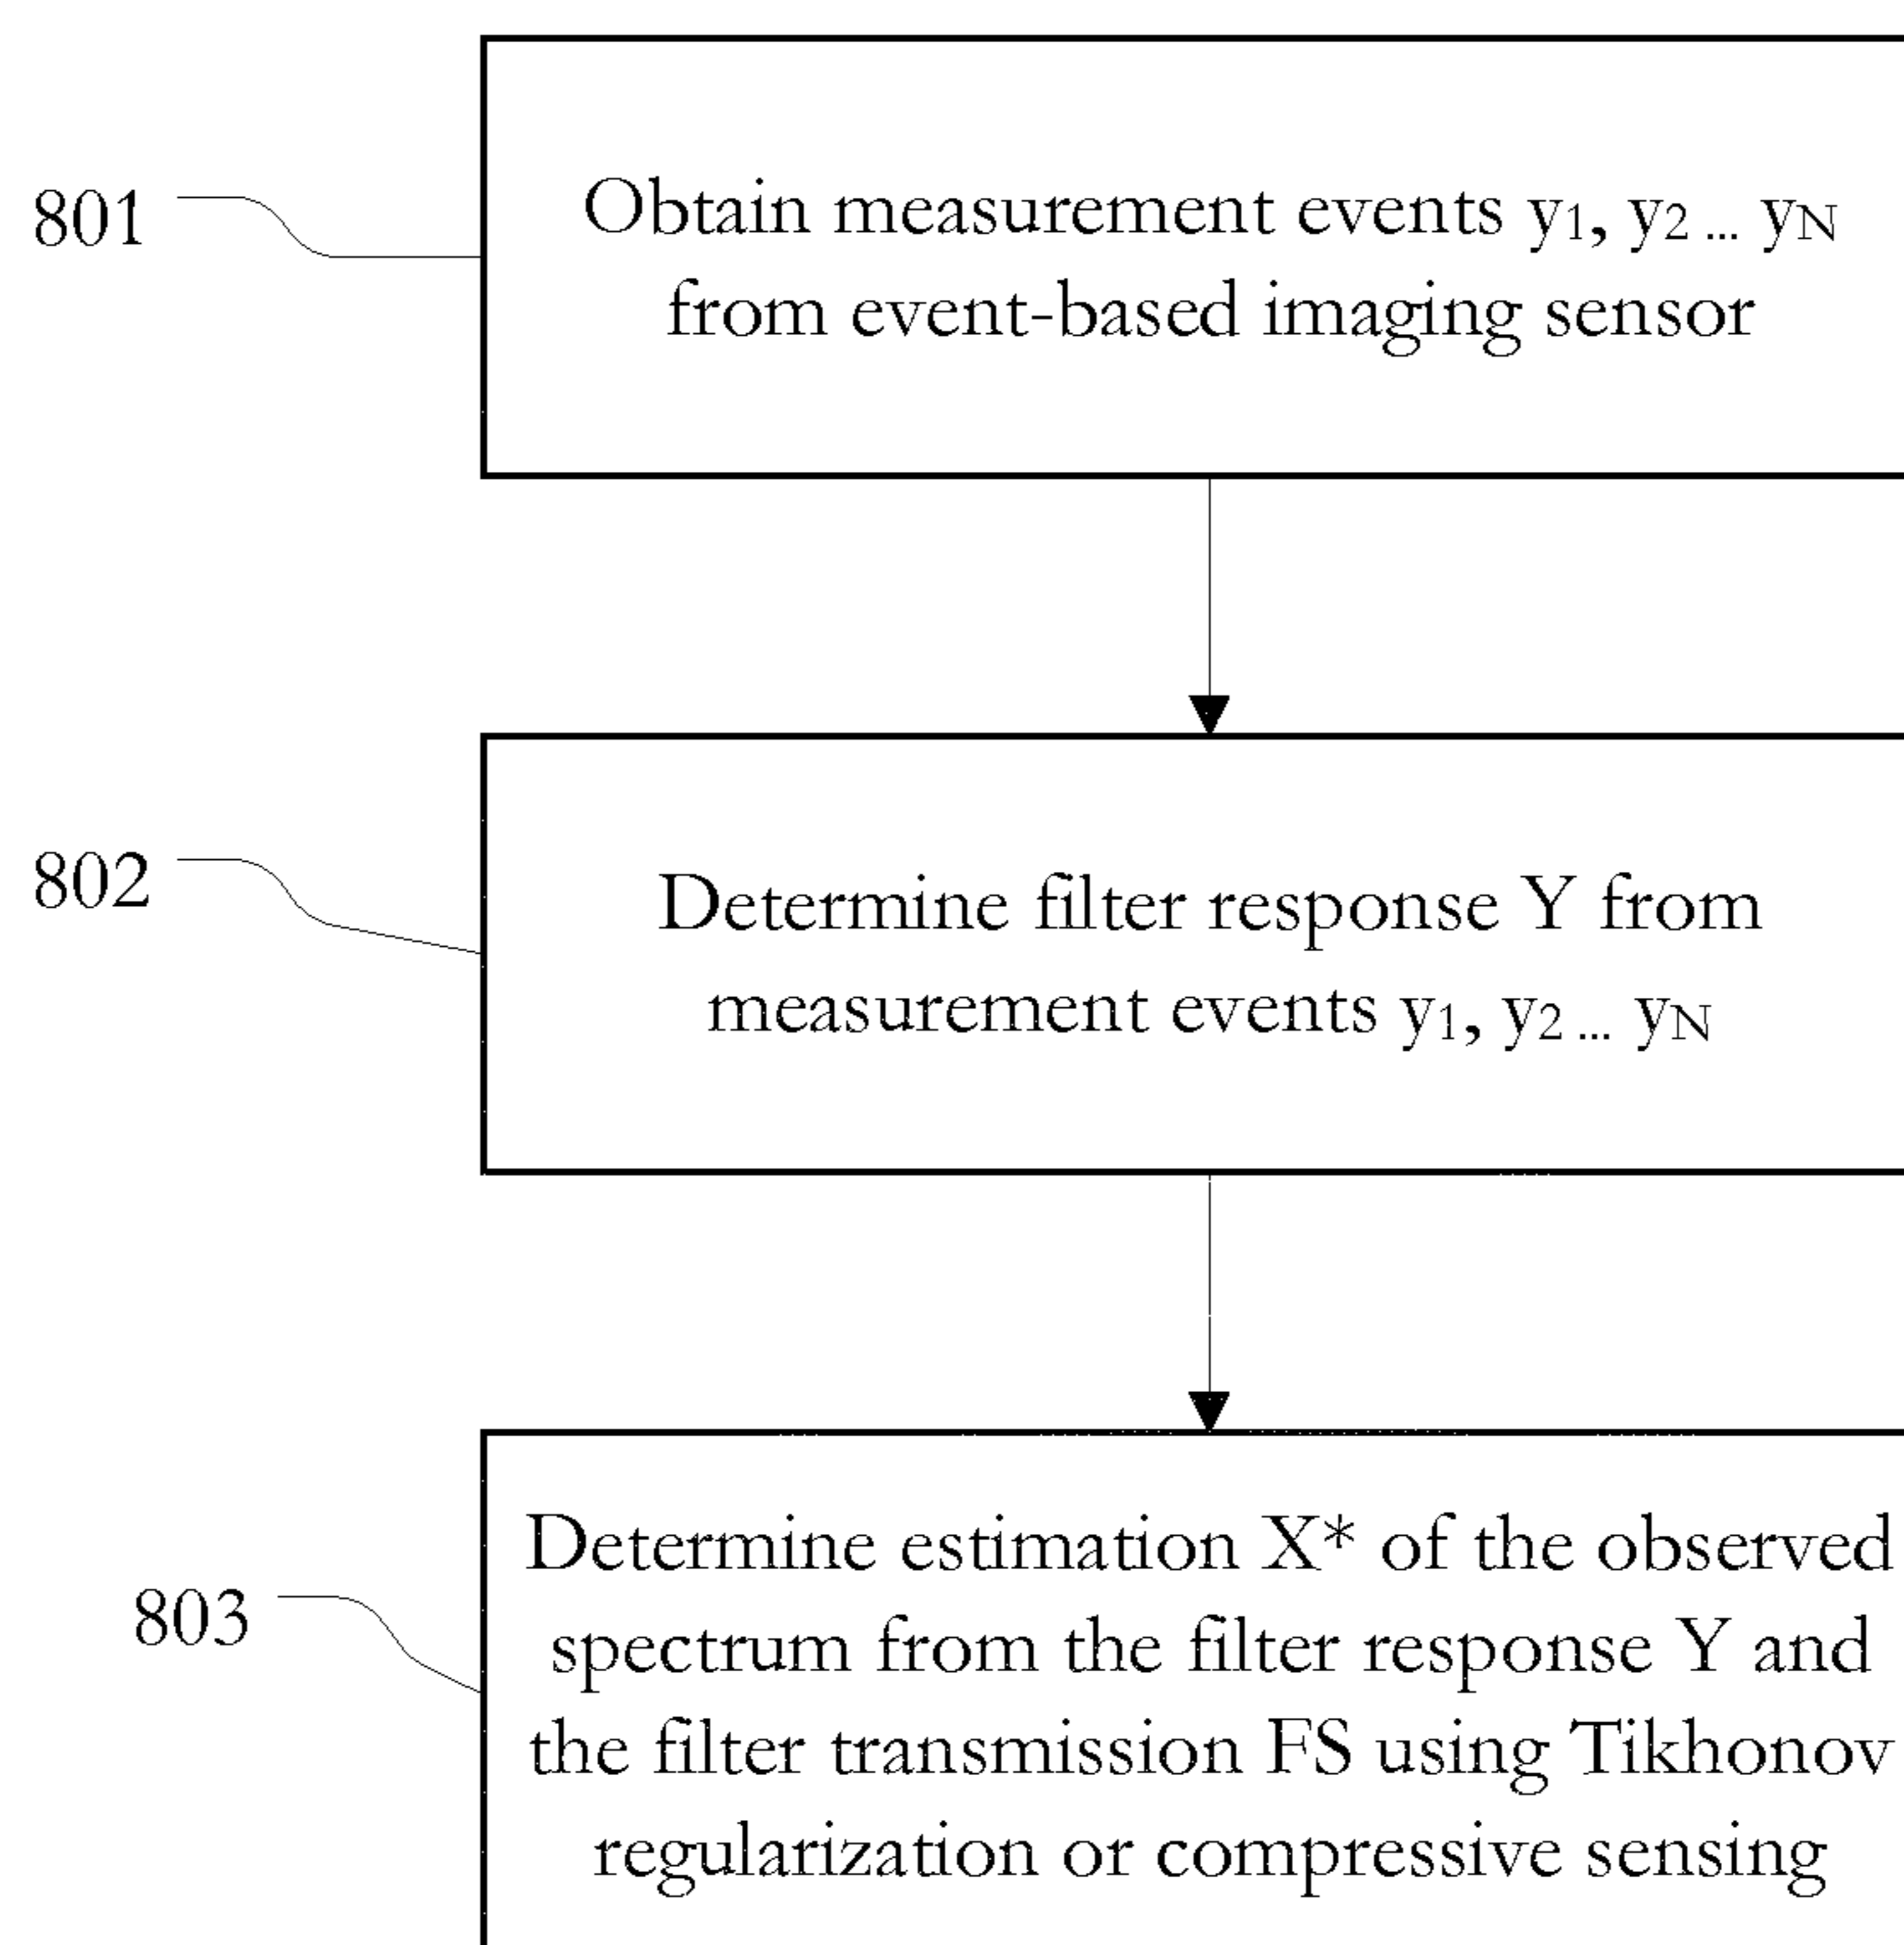 801
Obtain measurement events y1, y2 ... yN
from event-based imaging sensor
802
Determine filter response Y from
measurement events y1, y2 ... yN
803
Determine estimation X* of the observed
spectrum from the filter response Y and
the filter transmission FS using Tikhonov
regularization or compressive sensing